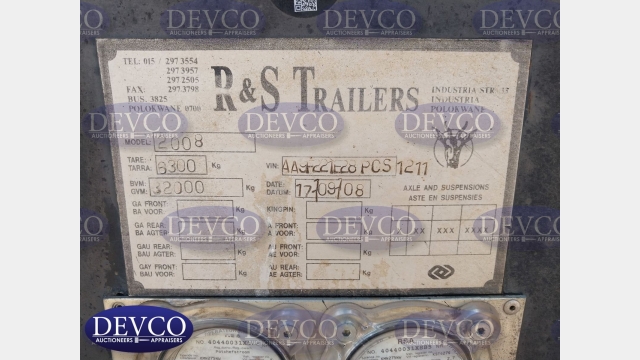 TEL: 015 / 297 3554
297 3957
297 2505
FAX: 297.3798
BUS. 3825
POLOKWANE 0700
R&S TRAILERS
INDUSTRIA STR. 15
INDUSTRIA
POLOKWANE
MODEL: 2008
TARE: TARRA: 6300 Kg
VIN:
1211
BVM: GVM: 32000 Kg
DATE: DATUM: 17/09/08
AXLE AND SUSPENSIONS
ASTE EN SUSPENSIES
GA FRONT: BA VOOR: Kg
KINGPIN: Kg
GA REAR: BA AGTER: Kg
A FRONT: A VOOR: Kg
XX XXX XXXX
GAU REAR: BAU AGTER: Kg
AU FRONT: AE VOOR: Kg
GAY FRONT: BAU VOOR: Kg
AU REAR: AE AGTER: Kg
DEVCO
AUCTIONEERS APPRAISERS